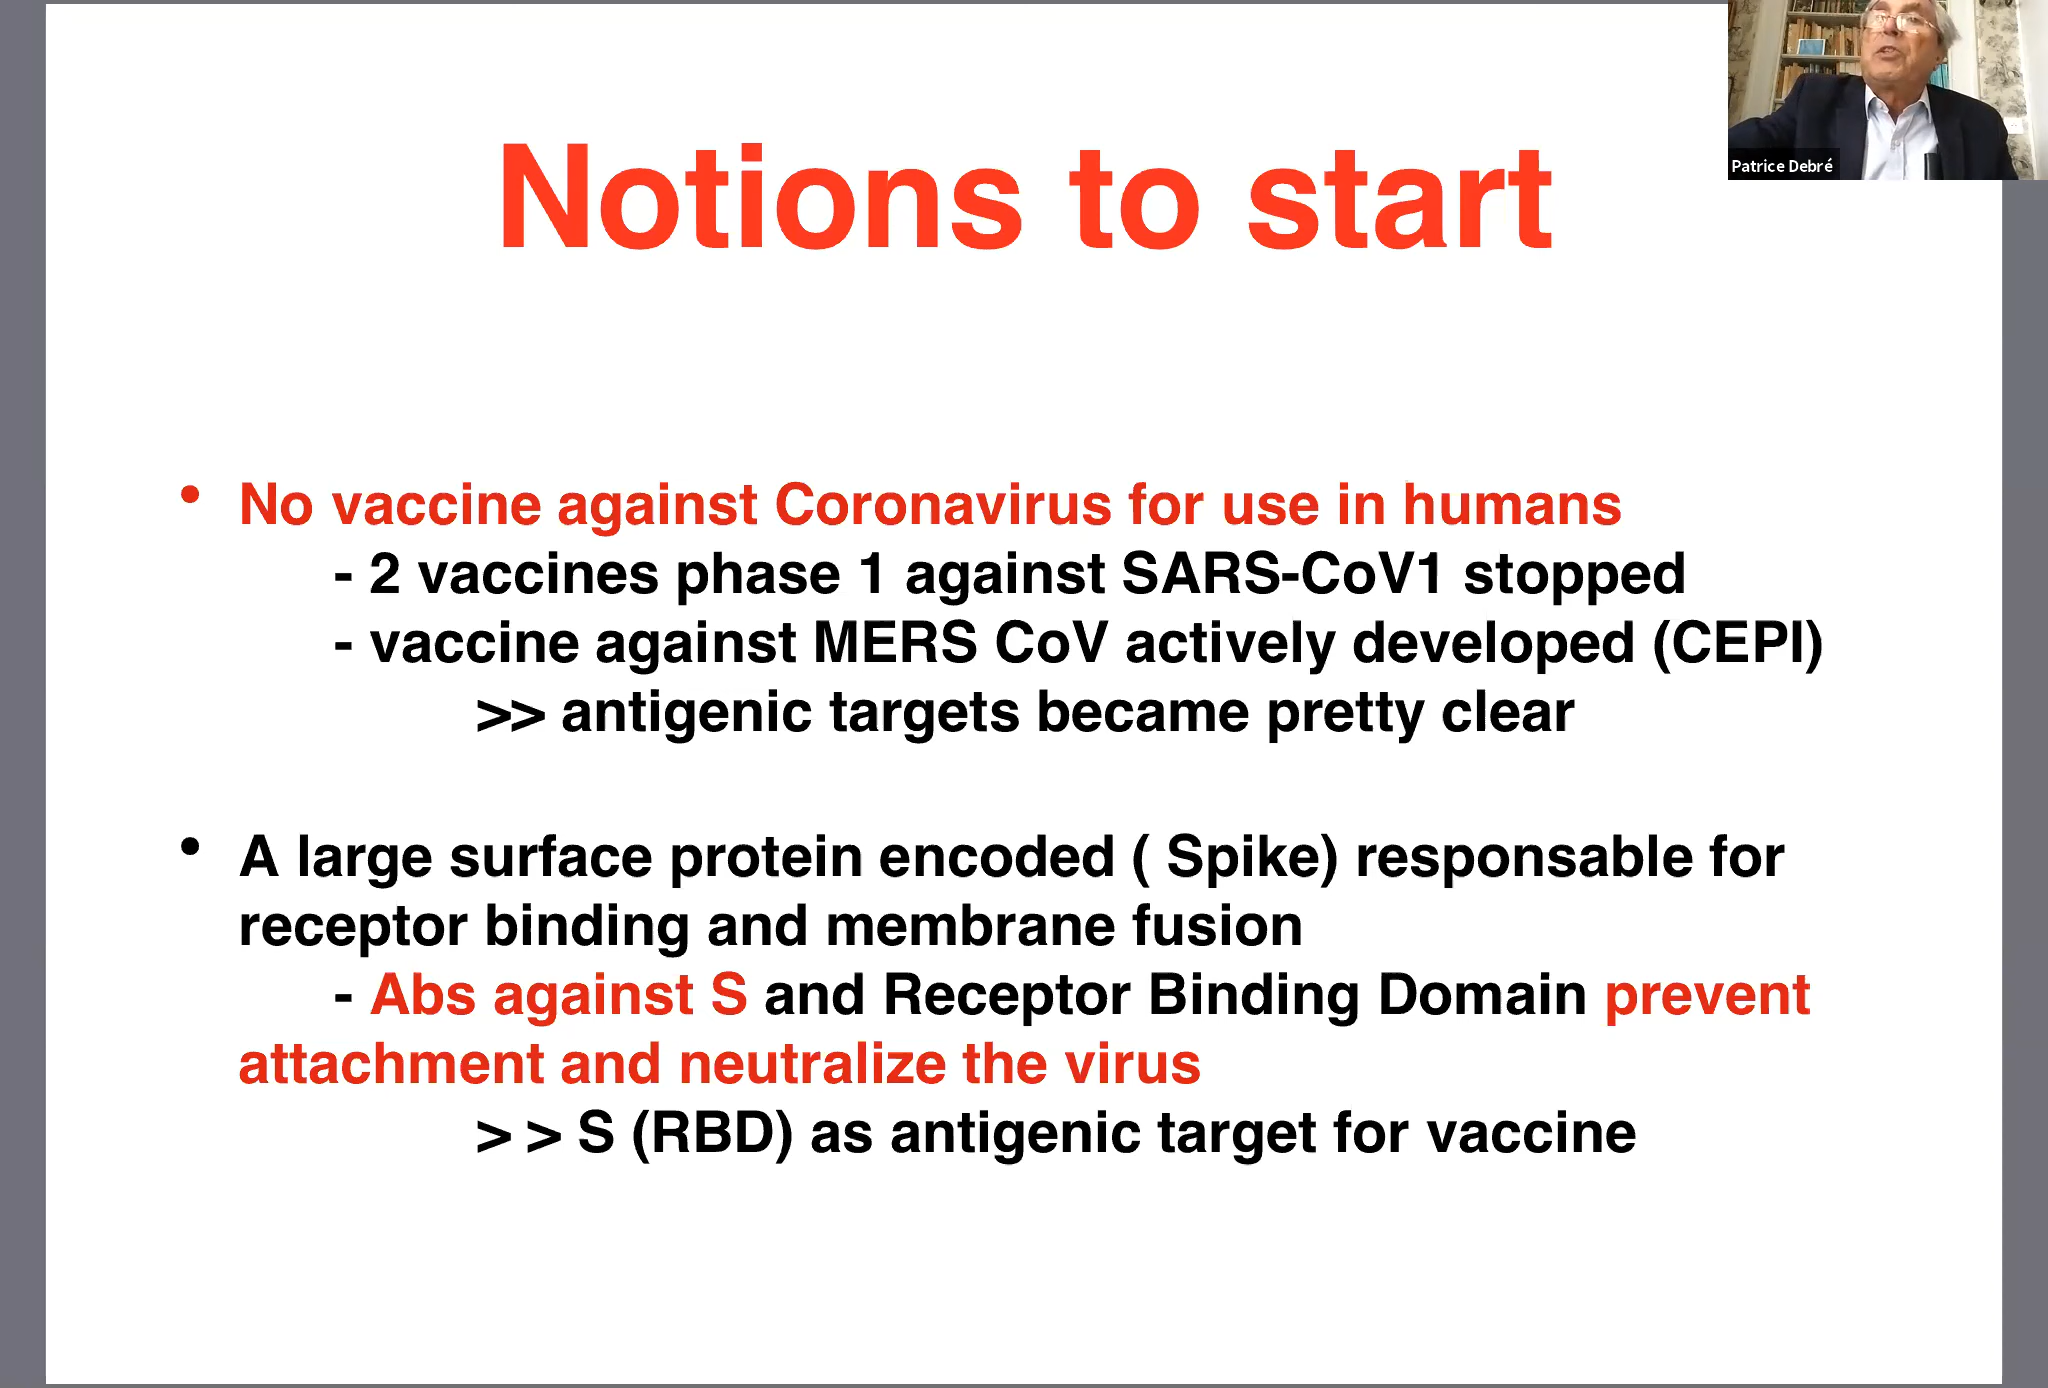 Patrice Debré
Notions to start
• No vaccine against Coronavirus for use in humans
- 2 vaccines phase 1 against SARS-CoV1 stopped
- vaccine against MERS CoV actively developed (CEPI)
>> antigenic targets became pretty clear
• A large surface protein encoded ( Spike) responsable for
receptor binding and membrane fusion
- Abs against S and Receptor Binding Domain prevent
attachment and neutralize the virus
> > S (RBD) as antigenic target for vaccine